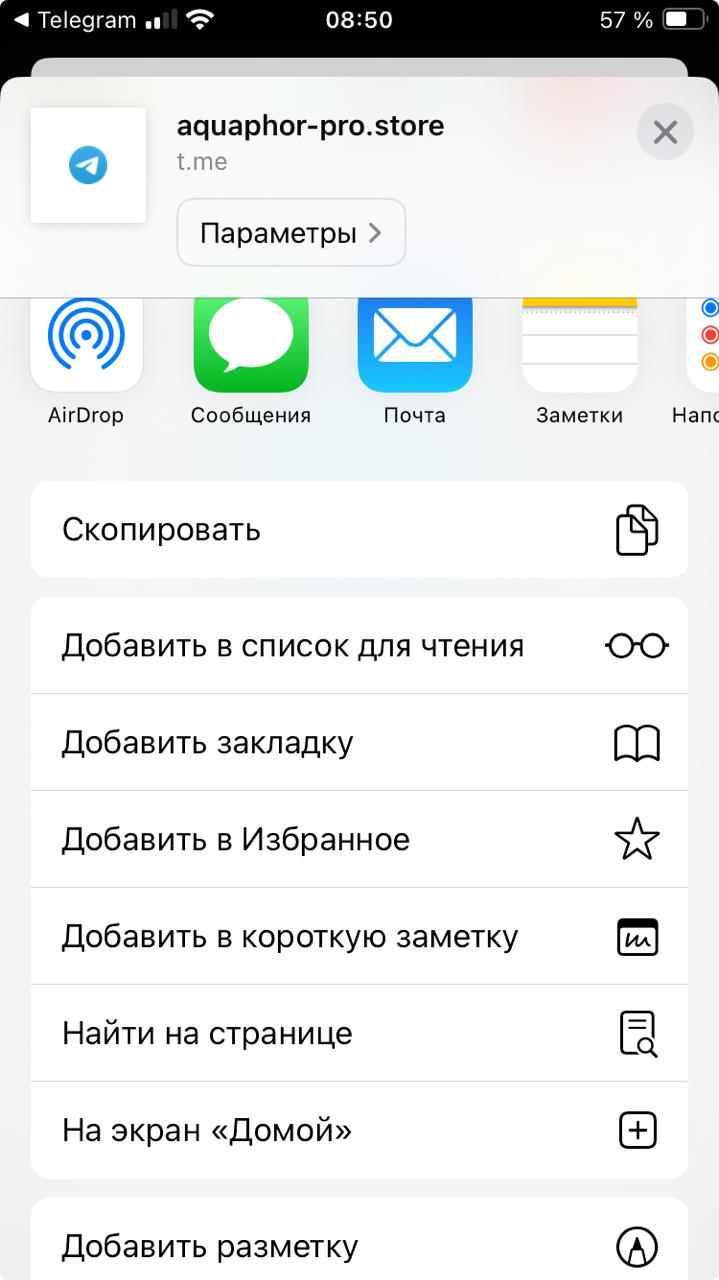 Telegram
08:50
57 %
aquaphor-pro.store
t.me
Параметры
AirDrop
Сообщения
Почта
Заметки
Напо
Скопировать
Добавить в список для чтения
Добавить закладку
Добавить в Избранное
Добавить в короткую заметку
Найти на странице
На экран «Домой»
Добавить разметку